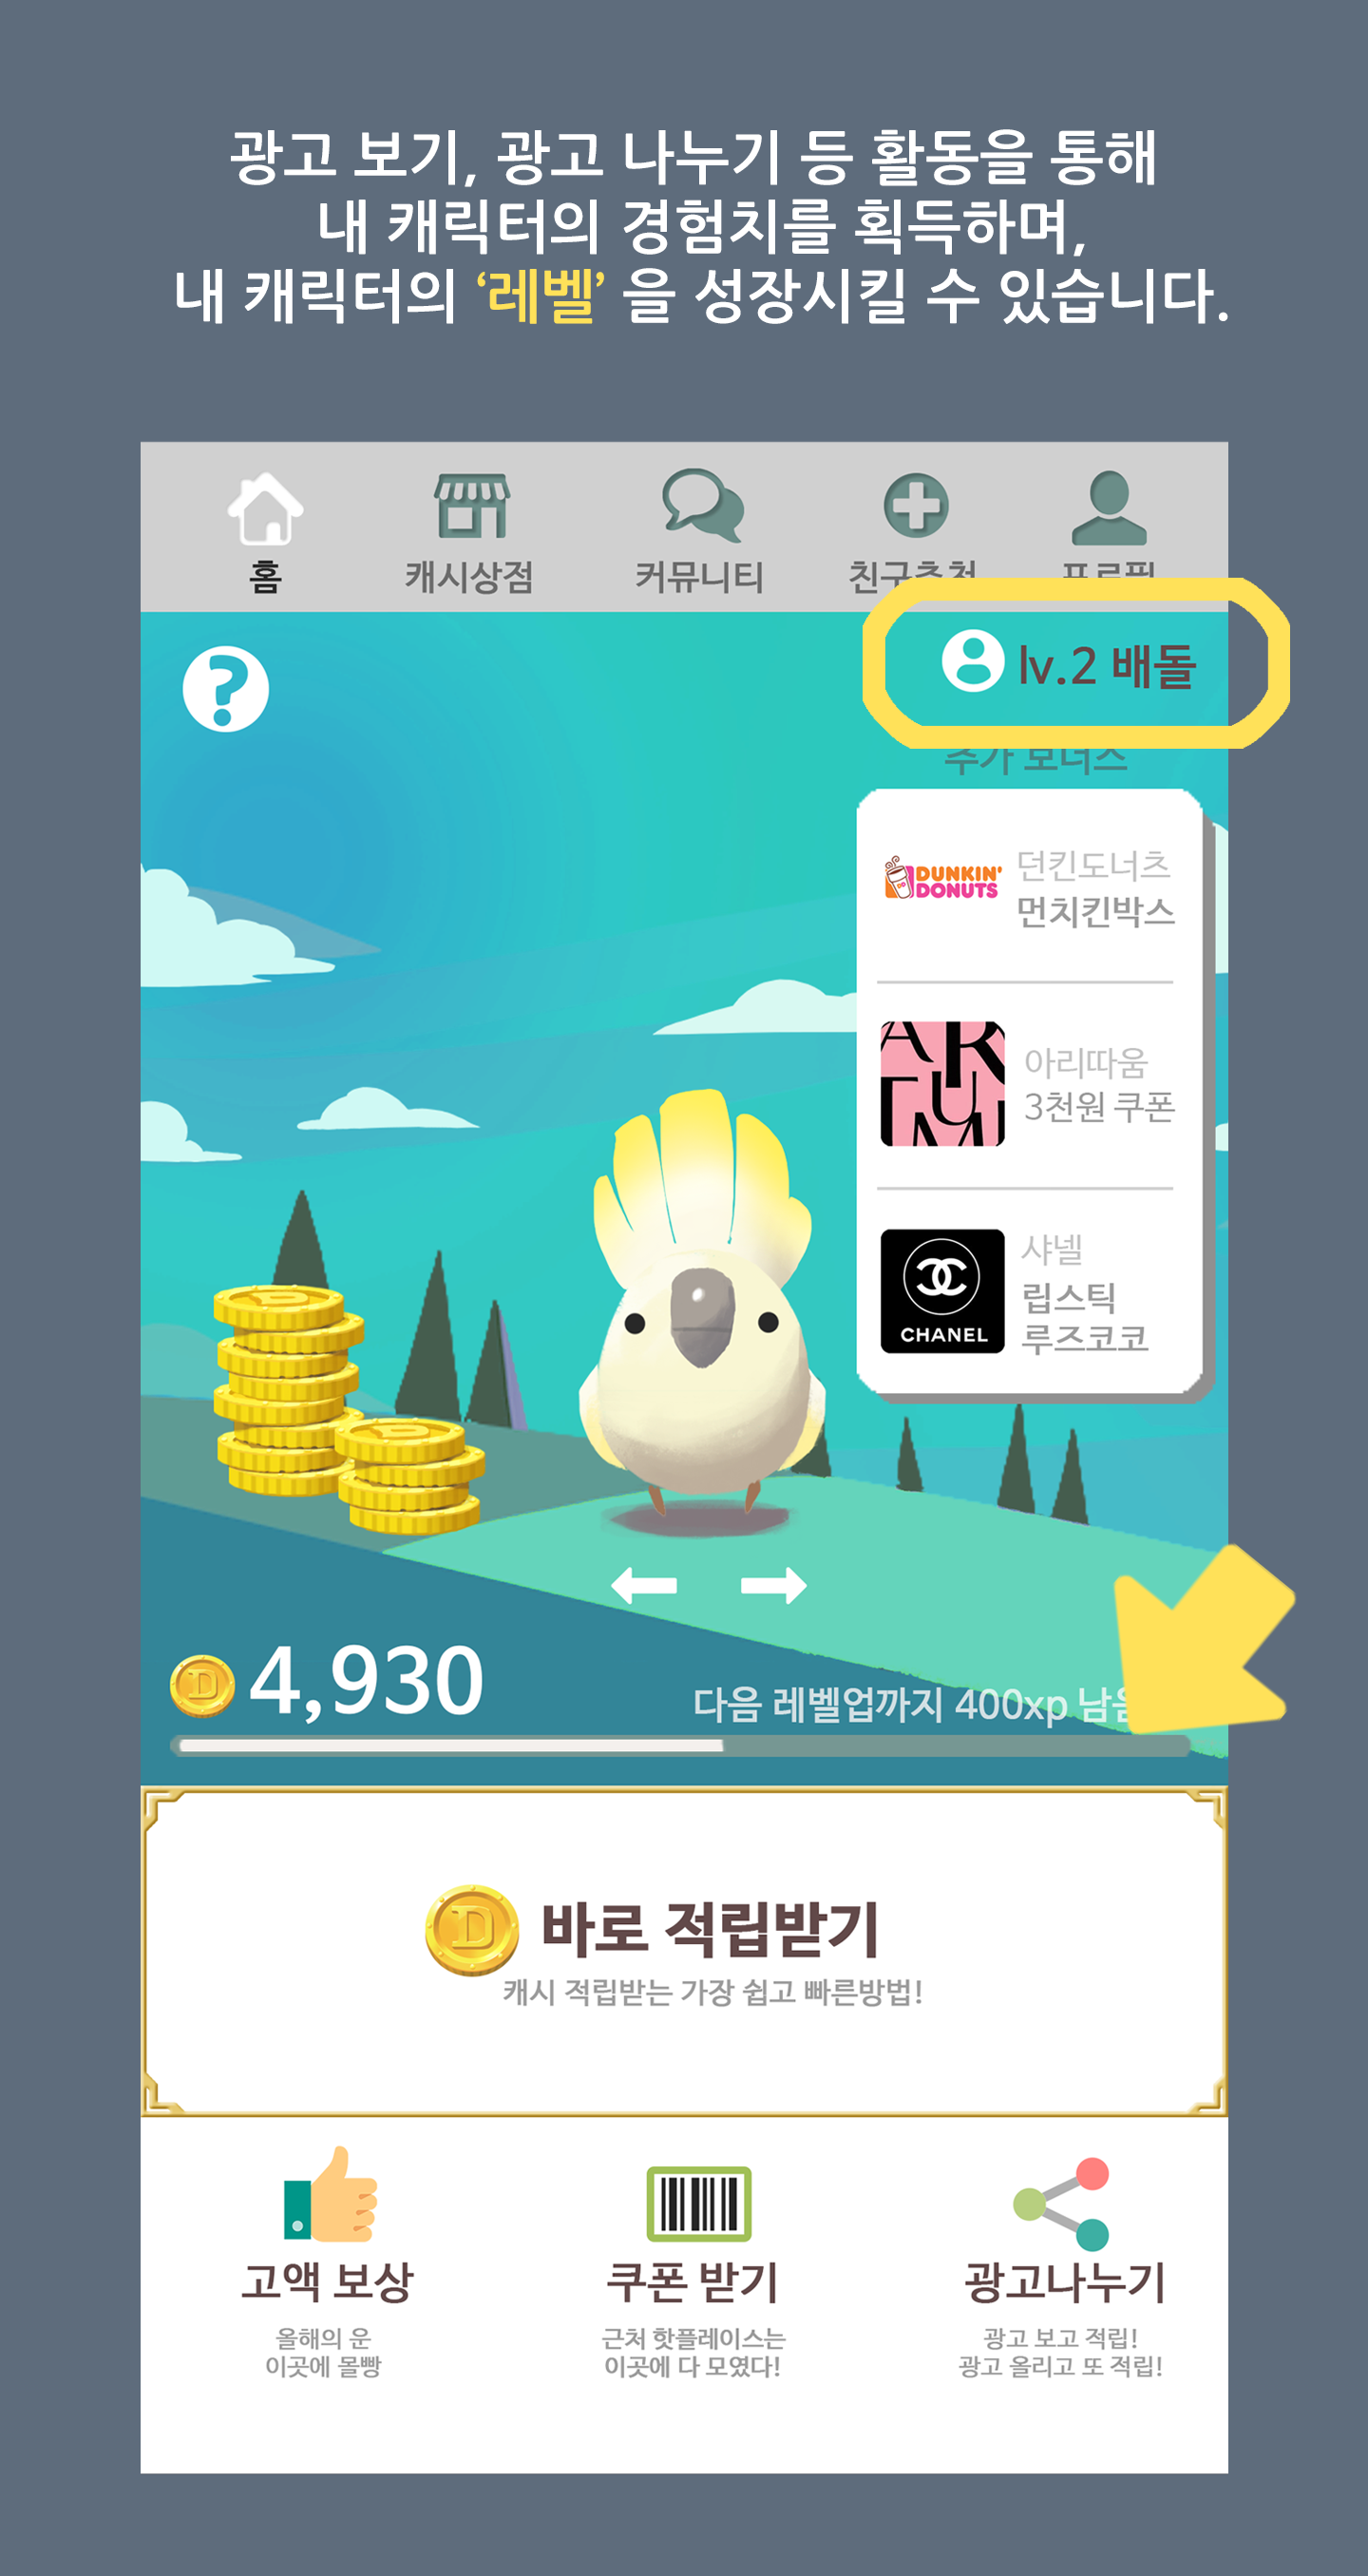 광고 보기, 광고 나누기 등 활동을 통해
내 캐릭터의 경험치를 획득하며,
내 캐릭터의 ‘레벨’ 을 성장시킬 수 있습니다.
홈
캐시상점
커뮤니티
친구추천
프로필
?
lv.2 배돌
추가 보너스
DUNKIN'
DONUTS
던킨도너츠
먼치킨박스
아리따움
3천원 쿠폰
CHANEL
샤넬
립스틱
루즈코코
4,930
다음 레벨업까지 400xp 남음
D 바로 적립받기
캐시 적립받는 가장 쉽고 빠른방법!
고액 보상
올해의 운
이곳에 몰빵
쿠폰 받기
근처 핫플레이스는
이곳에 다 모였다!
광고나누기
광고 보고 적립!
광고 올리고 또 적립!